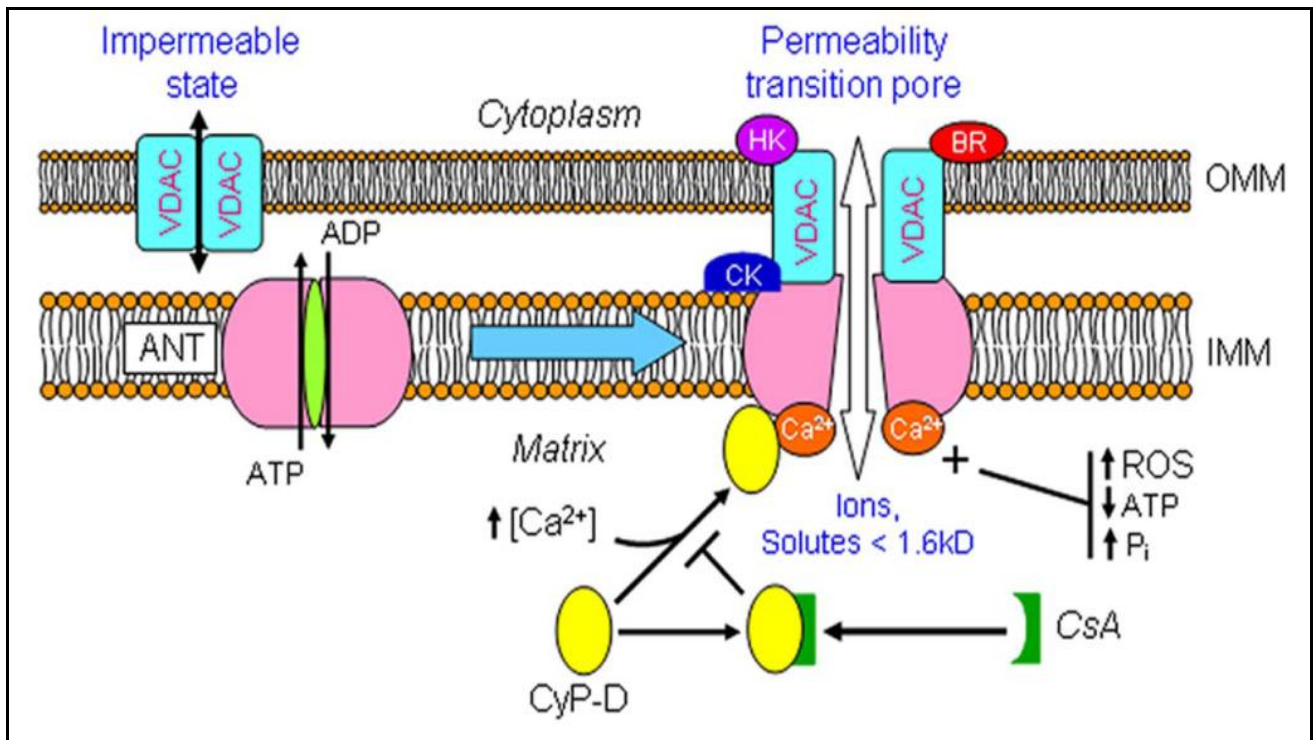 Impermeable
state
Permeability
transition pore
Cytoplasm
HK
BR
VDAC
VDAC
VDAC
VDAC
OMM
ADP
CK
ANT
IMM
Ca²⁺
Ca²⁺
ATP
Matrix
+
↑ROS
↓ATP
↑Pᵢ
↑[Ca²⁺]
Ions,
Solutes < 1.6kD
CsA
CyP-D